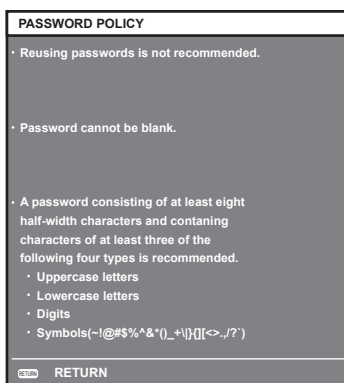 PASSWORD POLICY
・Reusing passwords is not recommended.
・Password cannot be blank.
・A password consisting of at least eight
half-width characters and contaning
characters of at least three of the
following four types is recommended.
・Uppercase letters
・Lowercase letters
・Digits
・Symbols(~!@#$%^&*()_+\|}{][<>.,/?`)
RETURN RETURN